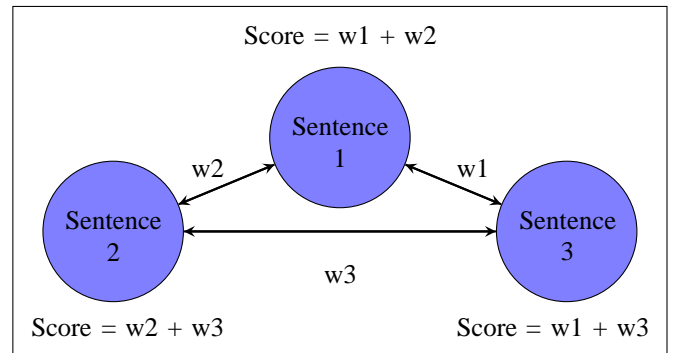 Score = w1 + w2
Sentence
1
w2
w1
Sentence
2
Sentence
3
w3
Score = w2 + w3
Score = w1 + w3